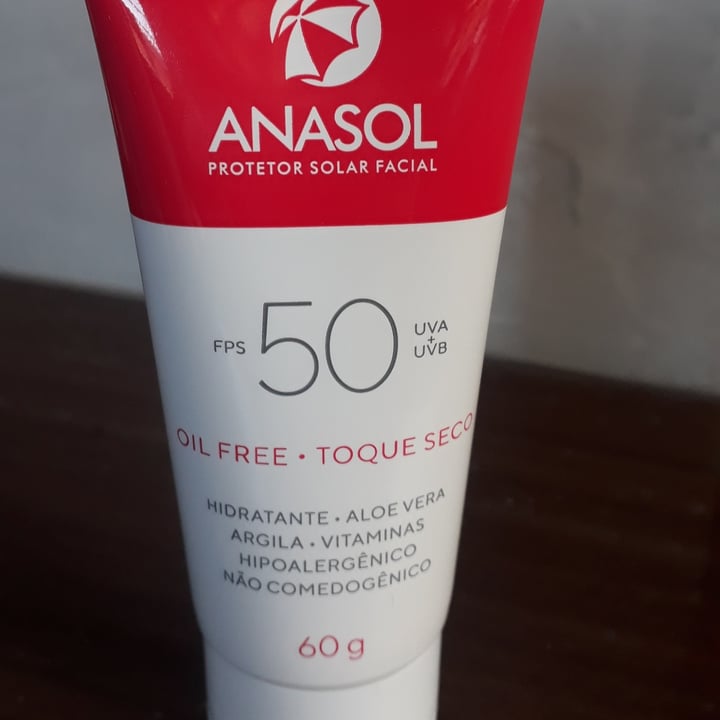 ANASOL
PROTETOR SOLAR FACIAL
FPS 50 UVA + UVB
OIL FREE • TOQUE SECO
HIDRATANTE • ALOE VERA
ARGILA • VITAMINAS
HIPOALERGÊNICO
NÃO COMEDOGÊNICO
60 g